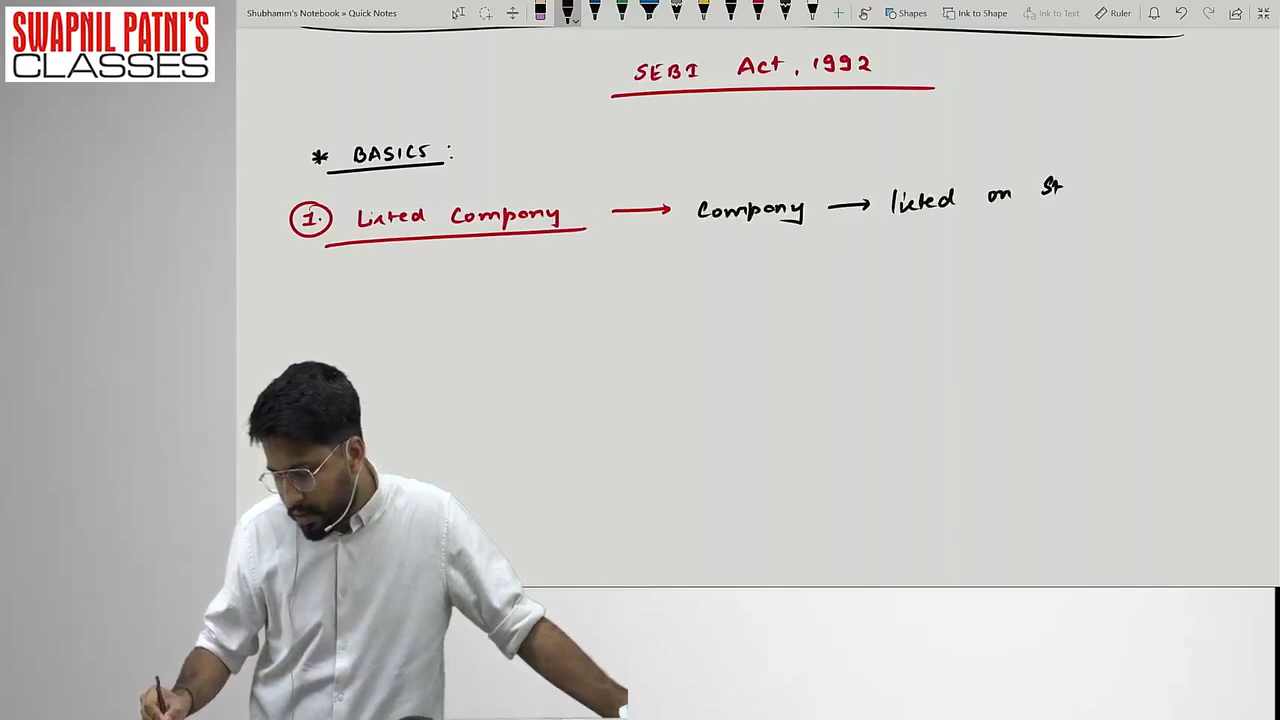 SWAPNIL PATNI'S
CLASSES
Shubhamm's Notebook » Quick Notes
Shapes
Ink to Shape
Ink to Text
Ruler
SEBI Act, 1992
* BASICS :
1. Listed Company → Company → listed on St